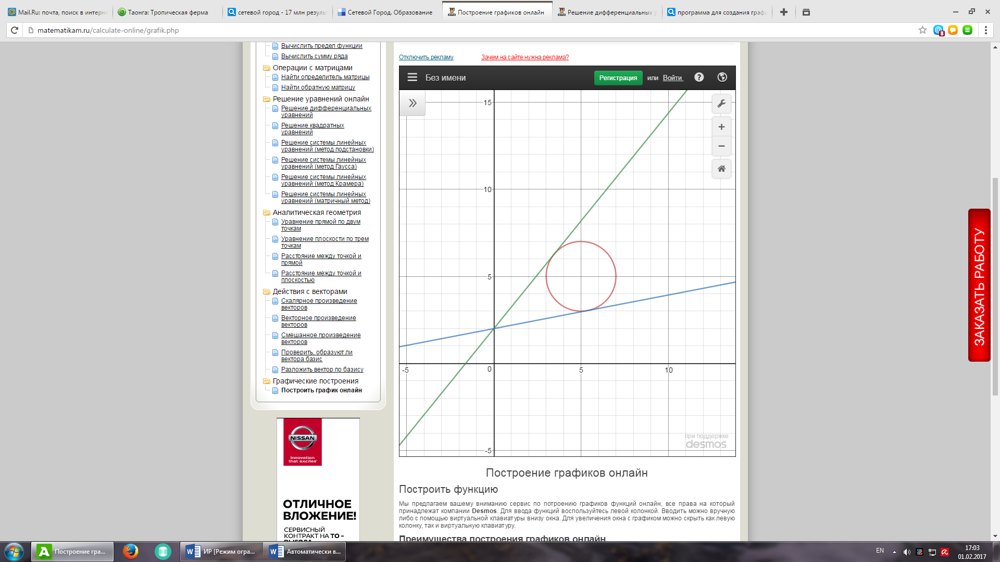 Mail.Ru: почта, поиск в интерн
Таонга: Тропическая ферма
сетевой город - 17 млн резуль
Сетевой Город. Образование
Построение графиков онлайн
Решение дифференциальных у
программа для создания граф
matematikam.ru/calculate-online/grafik.php
8
Вычислить предел функции
Вычислить сумму ряда
Операции с матрицами
Найти определитель матрицы
Найти обратную матрицу
Решение уравнений онлайн
Решение дифференциальных
уравнений
Решение квадратных
уравнений
Решение системы линейных
уравнений (метод подстановки)
Решение системы линейных
уравнений (метод Гаусса)
Решение системы линейных
уравнений (метод Крамера)
Решение системы линейных
уравнений (матричный метод)
Аналитическая геометрия
Уравнение прямой по двум
точкам
Уравнение плоскости по трем
точкам
Расстояние между точкой и
прямой
Расстояние между точкой и
плоскостью
Действия с векторами
Скалярное произведение
векторов
Векторное произведение
векторов
Смешанное произведение
векторов
Проверить, образуют ли
вектора базис
Разложить вектор по базису
Графические построения
Построить график онлайн
NISSAN
Innovation
that excites
ОТЛИЧНОЕ
ВЛОЖЕНИЕ!
СЕРВИСНЫЙ
КОНТРАКТ НА ТО –
ВЫГОДА
Отключить рекламу
Зачем на сайте нужна реклама?
Без имени
Регистрация
или Войти
?
15
10
5
-5
0
5
10
-5
при поддержке
desmos
Построение графиков онлайн
Построить функцию
Мы предлагаем вашему вниманию сервис по потроению графиков функций онлайн, все права на который
принадлежат компании Desmos. Для ввода функций воспользуйтесь левой колонкой. Вводить можно вручную
либо с помощью виртуальной клавиатуры внизу окна. Для увеличения окна с графиком можно скрыть как левую
колонку, так и виртуальную клавиатуру.
Преимущества построения графиков онлайн
ЗАКАЗАТЬ РАБОТУ
Построение гра...
ИР [Режим огра...
Автоматически в...
EN
17:03
01.02.2017